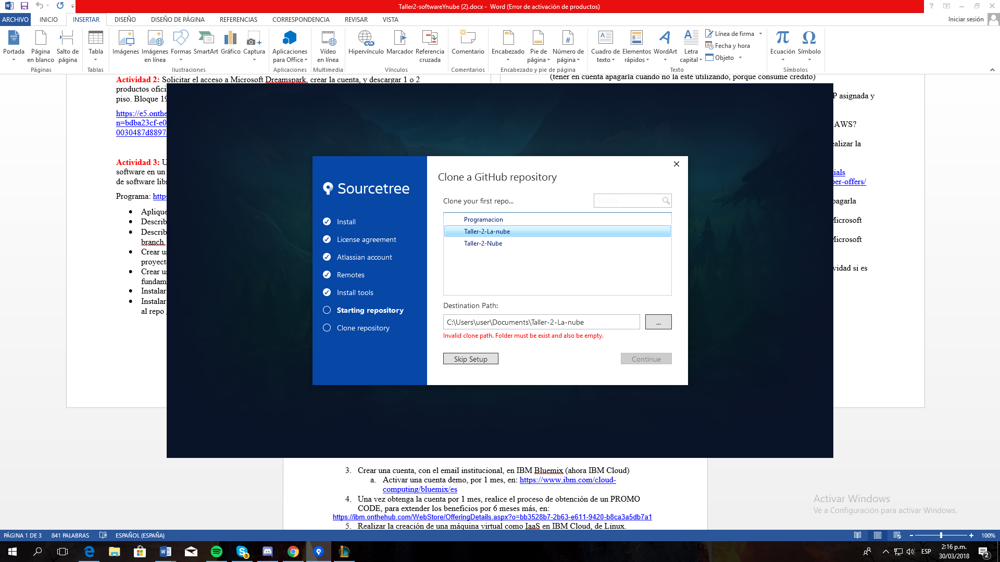 Taller2-softwareYnube (2).docx - Word (Error de activación de productos)
ARCHIVO INICIO INSERTAR DISEÑO DISEÑO DE PÁGINA REFERENCIAS CORRESPONDENCIA REVISAR VISTA
Iniciar sesión
Portada
Página en blanco
Salto de página
Páginas
Tabla
Tablas
Imágenes
Imágenes en línea
Formas
SmartArt
Gráfico
Captura
Ilustraciones
Aplicaciones para Office
Aplicaciones
Vídeo en línea
Multimedia
Hipervínculo
Marcador
Referencia cruzada
Vínculos
Comentario
Comentarios
Encabezado
Pie de página
Número de página
Encabezado y pie de página
Cuadro de texto
Elementos rápidos
WordArt
Letra capital
Línea de firma
Fecha y hora
Objeto
Texto
Ecuación
Símbolo
Símbolos
Actividad 2: Solicitar el acceso a Microsoft Dreamspark, crear la cuenta, y descargar 1 o 2
productos ofici
piso. Bloque 19
https://e5.onthe
n=bdba23cf-e0
0030487d8897
Actividad 3: U
software en un
de software lib
Programa: http
Aplique
Describ
Describ
branch.
Crear u
proyect
Crear u
fundam
Instalar
Instalar
al repo
(tener en cuenta apagarla cuando no la esté utilizando, porque consume crédito)
P asignada y
AWS?
ealizar la
ials
per-offers/
pagarla
Microsoft
Microsoft
vidad si es
Sourcetree
Install
License agreement
Atlassian account
Remotes
Install tools
Starting repository
Clone repository
Clone a GitHub repository
Clone your first repo...
Search
Programacion
Taller-2-La-nube
Taller-2-Nube
Destination Path:
C:\Users\user\Documents\Taller-2-La-nube
...
Invalid clone path. Folder must be exist and also be empty.
Skip Setup
Continue
3. Crear una cuenta, con el email institucional, en IBM Bluemix (ahora IBM Cloud)
a. Activar una cuenta demo, por 1 mes, en: https://www.ibm.com/cloud-
computing/bluemix/es
4. Una vez obtenga la cuenta por 1 mes, realice el proceso de obtención de un PROMO
CODE, para extender los beneficios por 6 meses más, en:
https://ibm.onthehub.com/WebStore/OfferingDetails.aspx?o=bb3528b7-2b63-e611-9420-b8ca3a5db7a1
5. Realizar la creación de una máquina virtual como IaaS en IBM Cloud, de Linux.
Activar Windows
Ve a Configuración para activar Windows.
PÁGINA 1 DE 3 841 PALABRAS ESPAÑOL (ESPAÑA)
100%
3
ESP
2:16 p.m.
30/03/2018
2